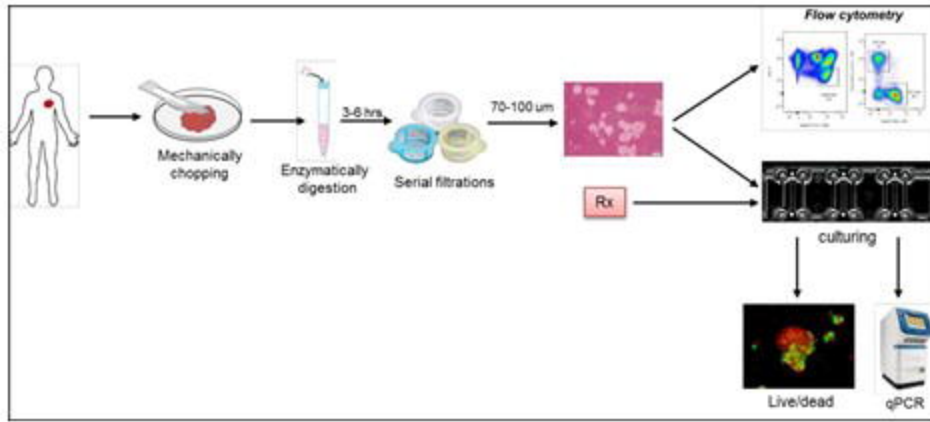 Flow cytometry
3-6 hrs
70-100 um
Mechanically
chopping
Enzymatically
digestion
Serial filtrations
Rx
culturing
Live/dead
qPCR